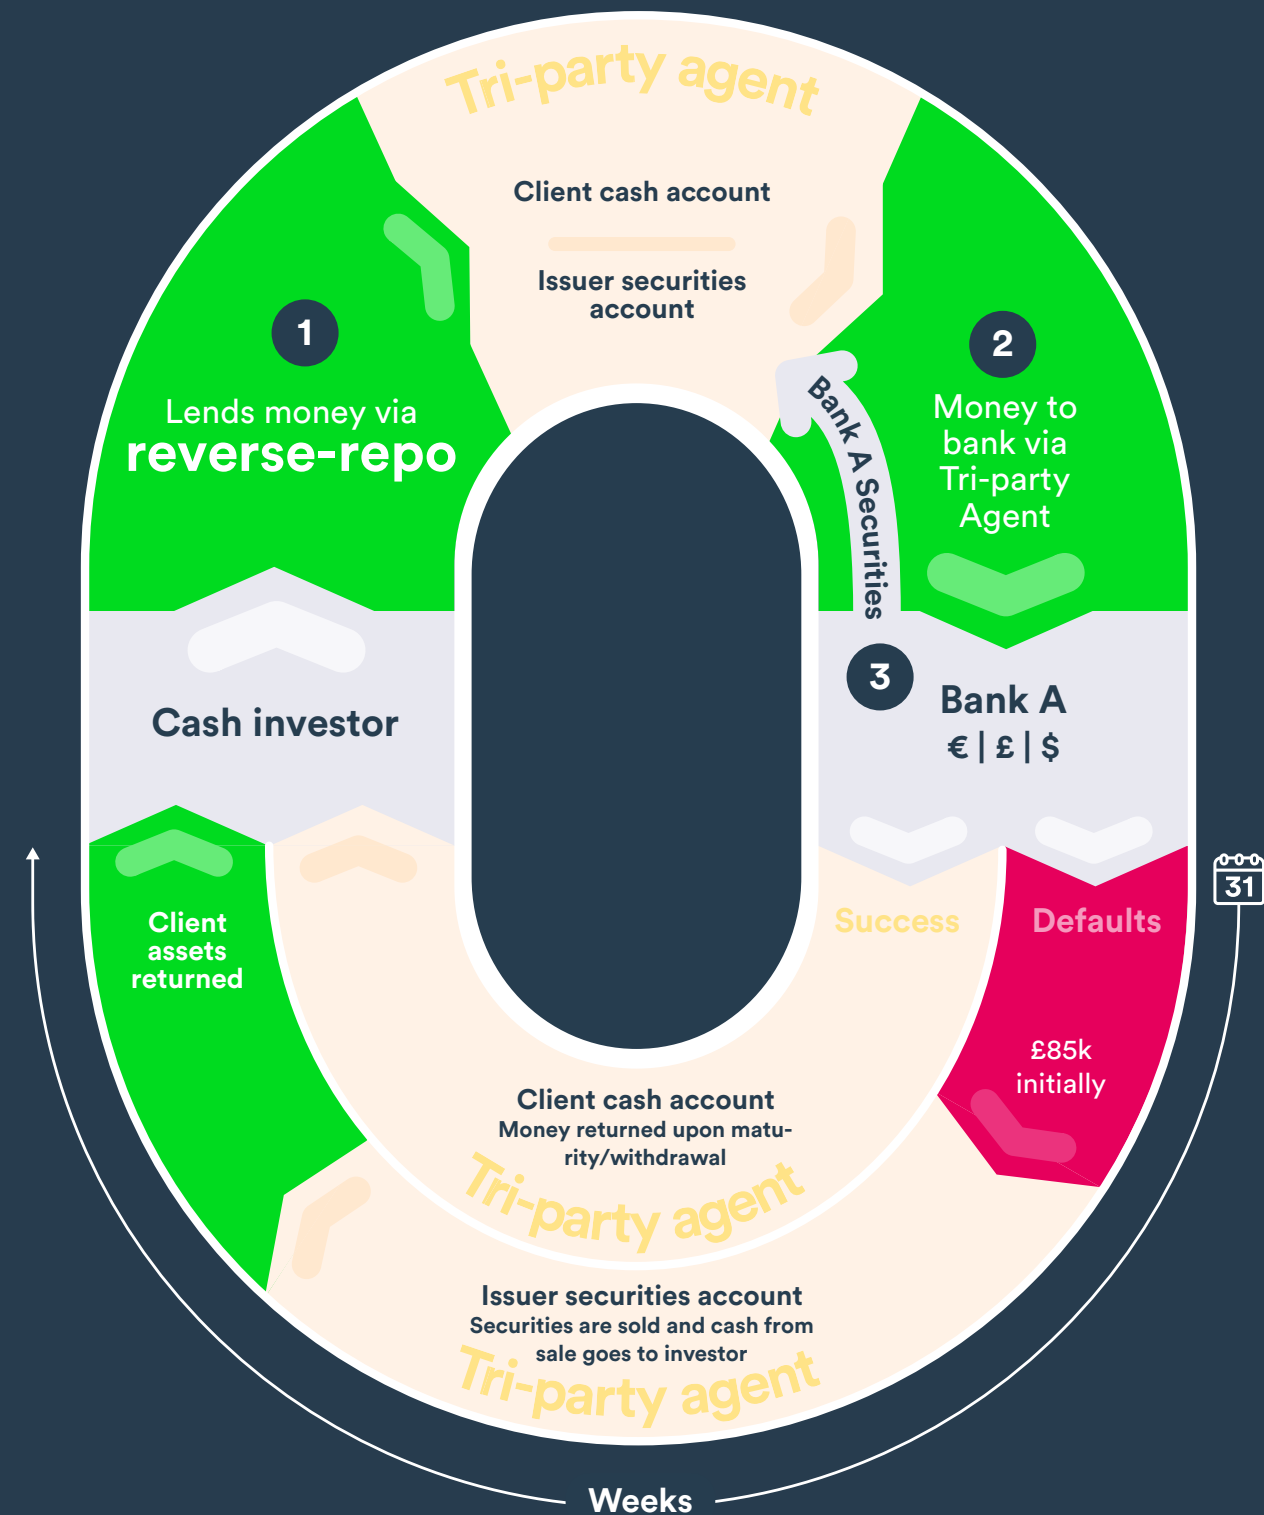 Tri-party agent
Client cash account
Issuer securities
account
1
Lends money via
reverse-repo
2
Money to
bank via
Tri-party
Agent
Bank A Securities
3
Cash investor
Bank A
€ | £ | $
Success
Defaults
31
Client
assets
returned
£85k
initially
Client cash account
Money returned upon matu-
rity/withdrawal
Tri-party agent
Issuer securities account
Securities are sold and cash from
sale goes to investor
Tri-party agent
Weeks